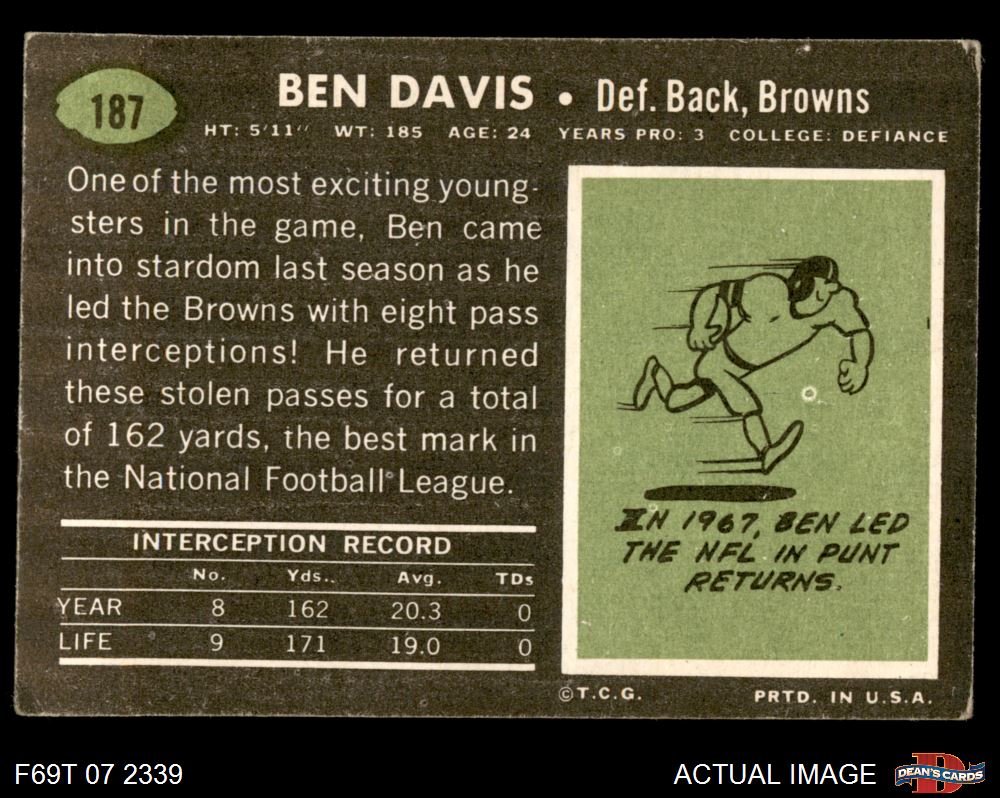 187
BEN DAVIS • Def. Back, Browns
HT: 5'11'' WT: 185 AGE: 24 YEARS PRO: 3 COLLEGE: DEFIANCE
One of the most exciting young-
sters in the game, Ben came
into stardom last season as he
led the Browns with eight pass
interceptions! He returned
these stolen passes for a total
of 162 yards, the best mark in
the National Football League.
INTERCEPTION RECORD
No. Yds.. Avg. TDs
YEAR 8 162 20.3 0
LIFE 9 171 19.0 0
IN 1967, BEN LED
THE NFL IN PUNT
RETURNS.
©T.C.G. PRTD. IN U.S.A.
F69T 07 2339
ACTUAL IMAGE
DEAN'S CARDS